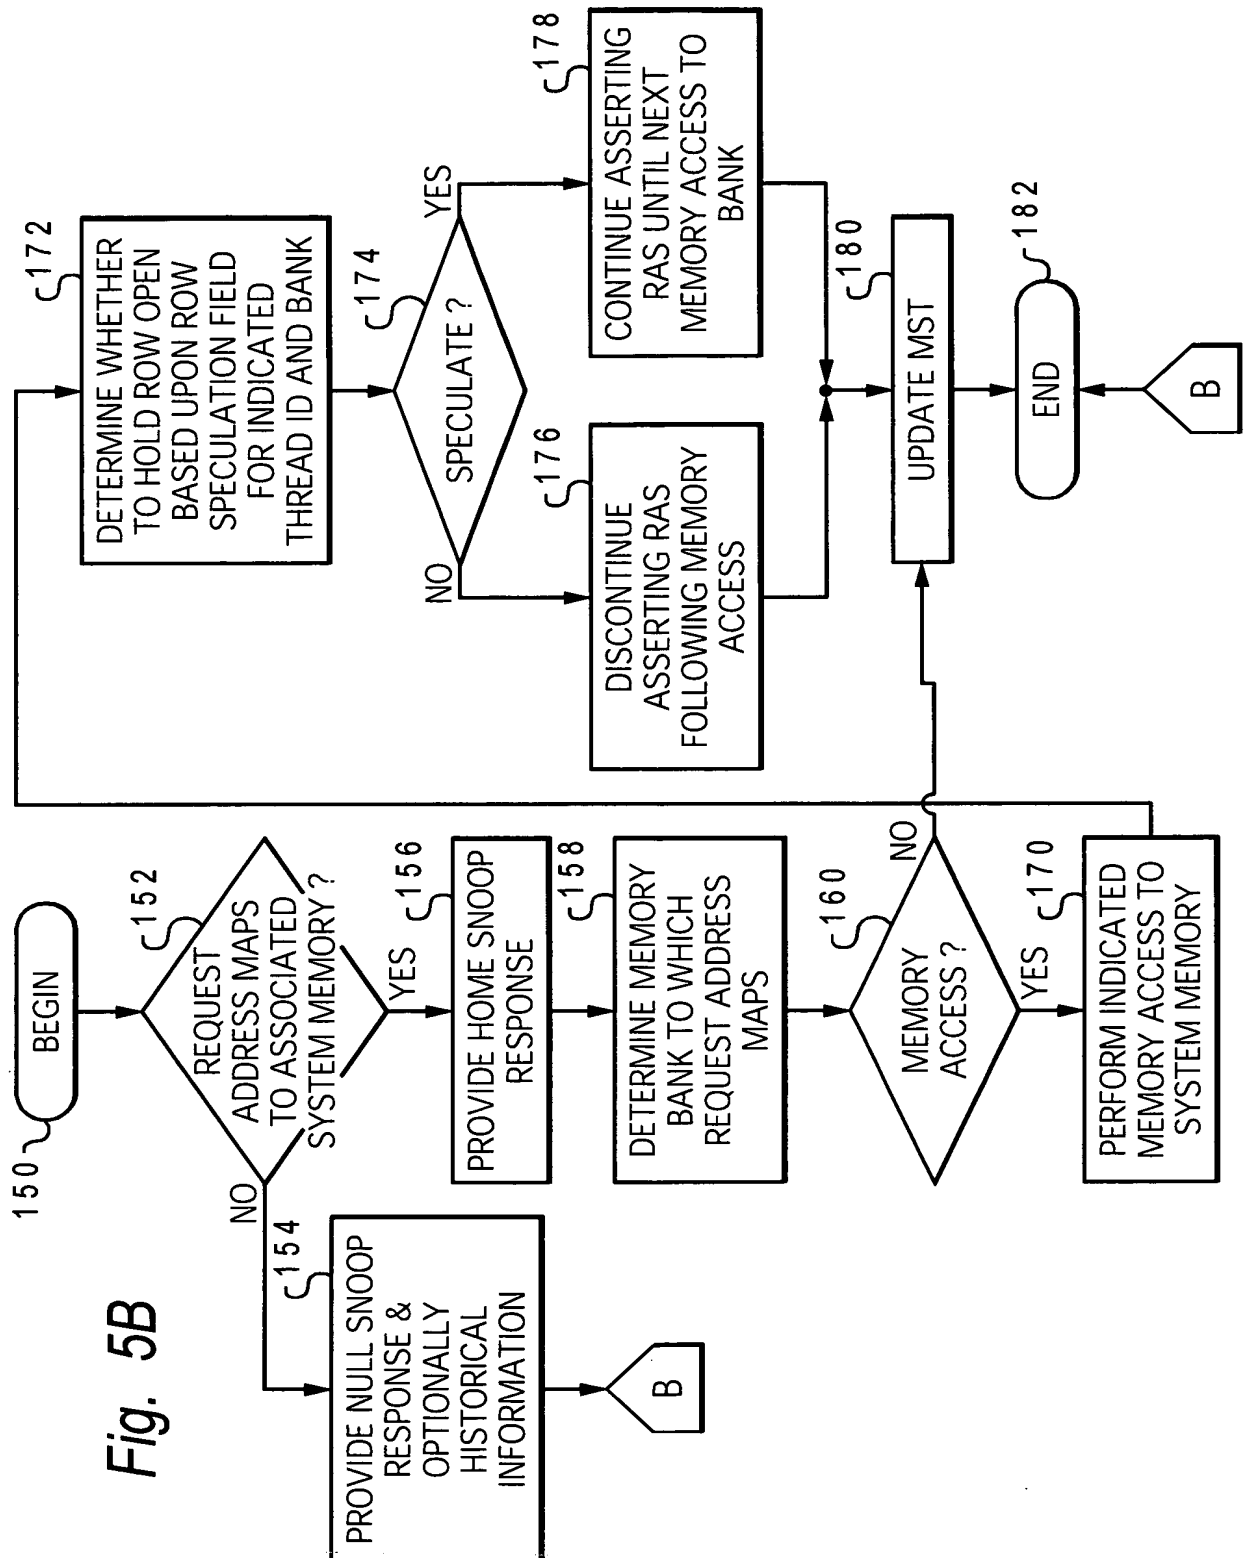 Fig. 5B
150
BEGIN
152
REQUEST
ADDRESS MAPS
TO ASSOCIATED
SYSTEM MEMORY?
NO
YES
154
PROVIDE NULL SNOOP
RESPONSE &
OPTIONALLY
HISTORICAL
INFORMATION
B
156
PROVIDE HOME SNOOP
RESPONSE
158
DETERMINE MEMORY
BANK TO WHICH
REQUEST ADDRESS
MAPS
160
MEMORY
ACCESS?
NO
YES
170
PERFORM INDICATED
MEMORY ACCESS TO
SYSTEM MEMORY
172
DETERMINE WHETHER
TO HOLD ROW OPEN
BASED UPON ROW
SPECULATION FIELD
FOR INDICATED
THREAD ID AND BANK
174
SPECULATE?
NO
YES
176
DISCONTINUE
ASSERTING RAS
FOLLOWING MEMORY
ACCESS
178
CONTINUE ASSERTING
RAS UNTIL NEXT
MEMORY ACCESS TO
BANK
180
UPDATE MST
182
END
B